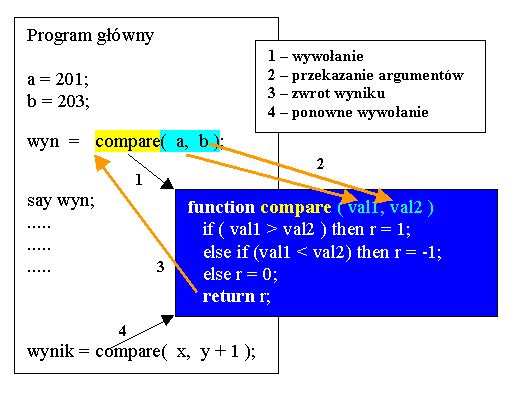 Program główny
a = 201;
b = 203;
wyn = compare( a, b );
say wyn;
.....
.....
.....
wynik = compare( x, y + 1 );
1 – wywołanie
2 – przekazanie argumentów
3 – zwrot wyniku
4 – ponowne wywołanie
1
2
3
4
function compare ( val1, val2 )
if ( val1 > val2 ) then r = 1;
else if (val1 < val2) then r = -1;
else r = 0;
return r;